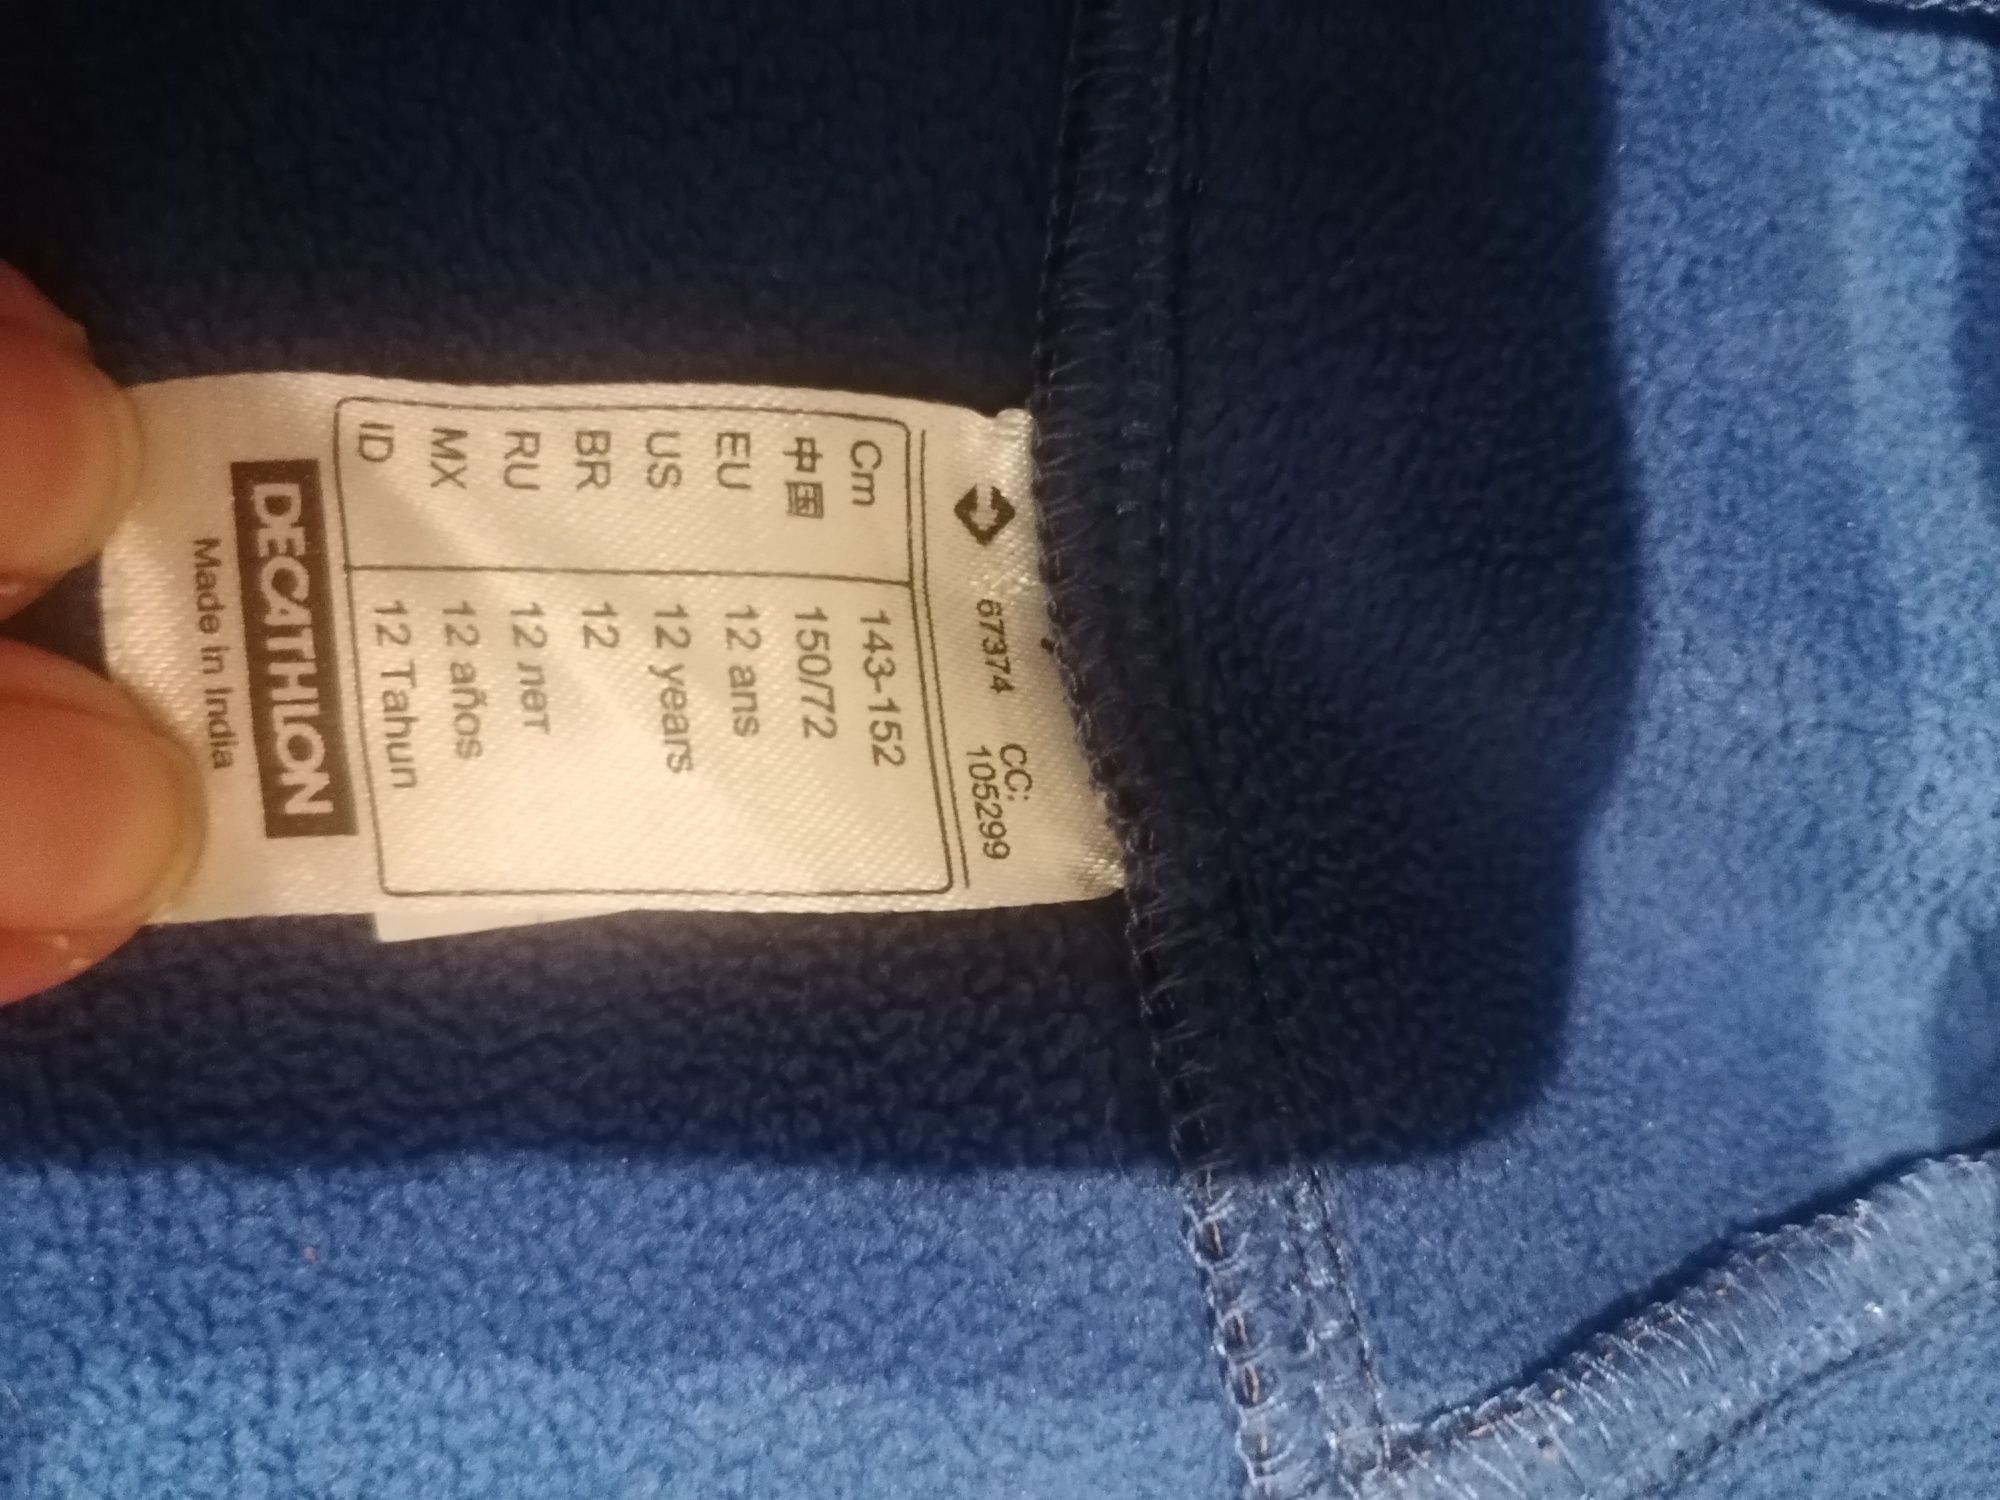 67374 CC:
105299
Cm 143-152
中国 150/72
EU 12 ans
US 12 years
BR 12
RU 12 лет
MX 12 años
ID 12 Tahun
DECATHLON
Made in India